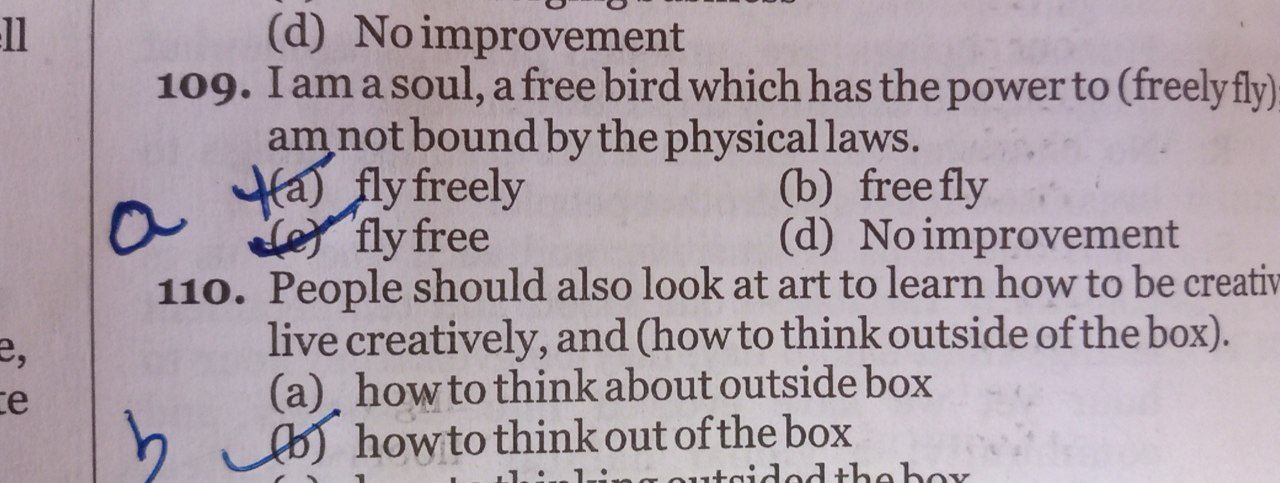 ell
(d) No improvement
109. I am a soul, a free bird which has the power to (freely fly)
am not bound by the physical laws.
(a) fly freely (b) free fly
a
(c) fly free (d) No improvement
110. People should also look at art to learn how to be creativ
e,
live creatively, and (how to think outside of the box).
te
(a) how to think about outside box
b
(b) how to think out of the box
the box